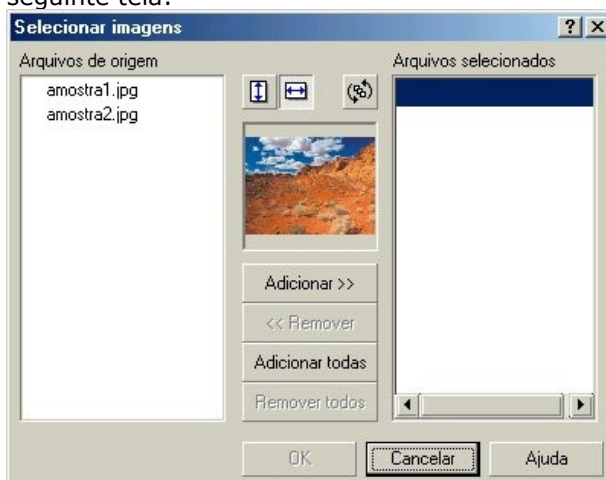 seguinte tela:
Selecionar imagens
Arquivos de origem
Arquivos selecionados
amostra1.jpg
amostra2.jpg
Adicionar >>
<< Remover
Adicionar todas
Remover todos
OK
Cancelar
Ajuda